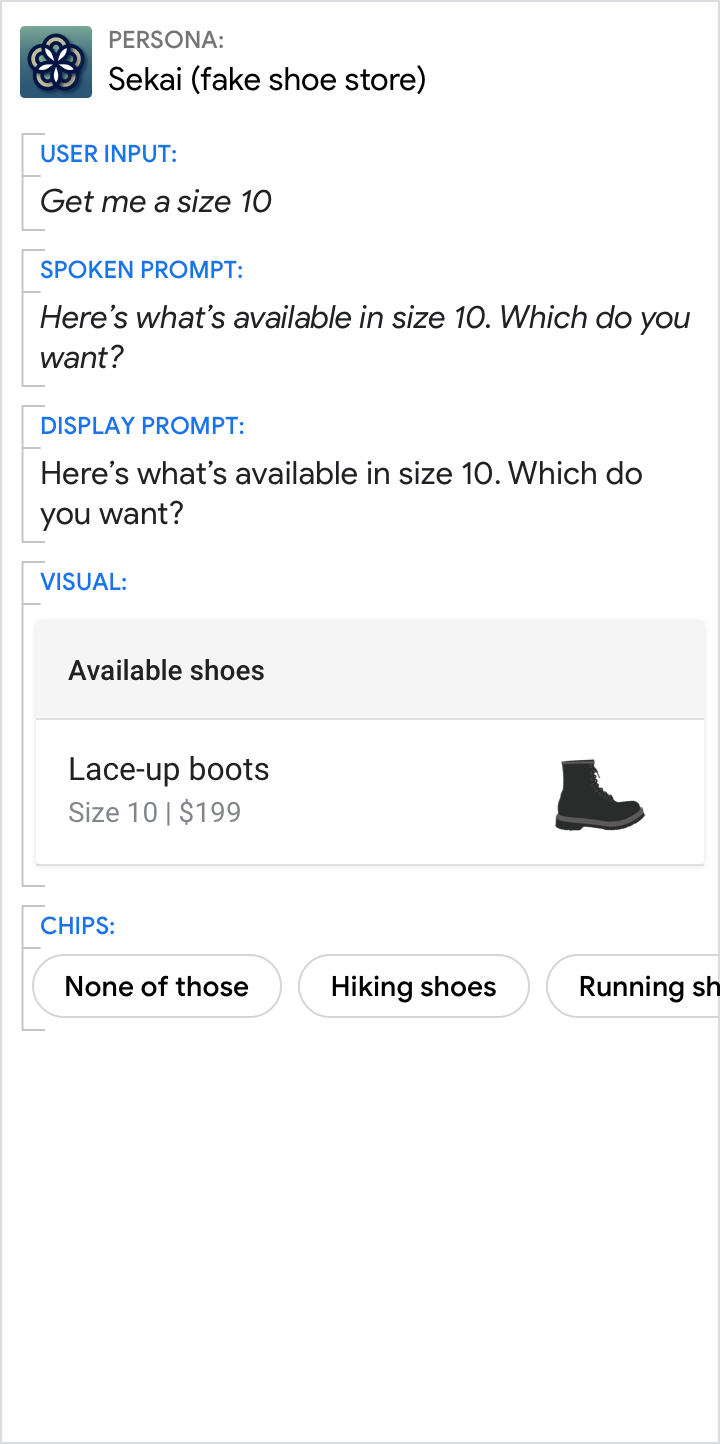 PERSONA:
Sekai (fake shoe store)
USER INPUT:
Get me a size 10
SPOKEN PROMPT:
Here’s what’s available in size 10. Which do you
want?
DISPLAY PROMPT:
Here’s what’s available in size 10. Which do
you want?
VISUAL:
Available shoes
Lace-up boots
Size 10 | $199
CHIPS:
None of those
Hiking shoes
Running sh